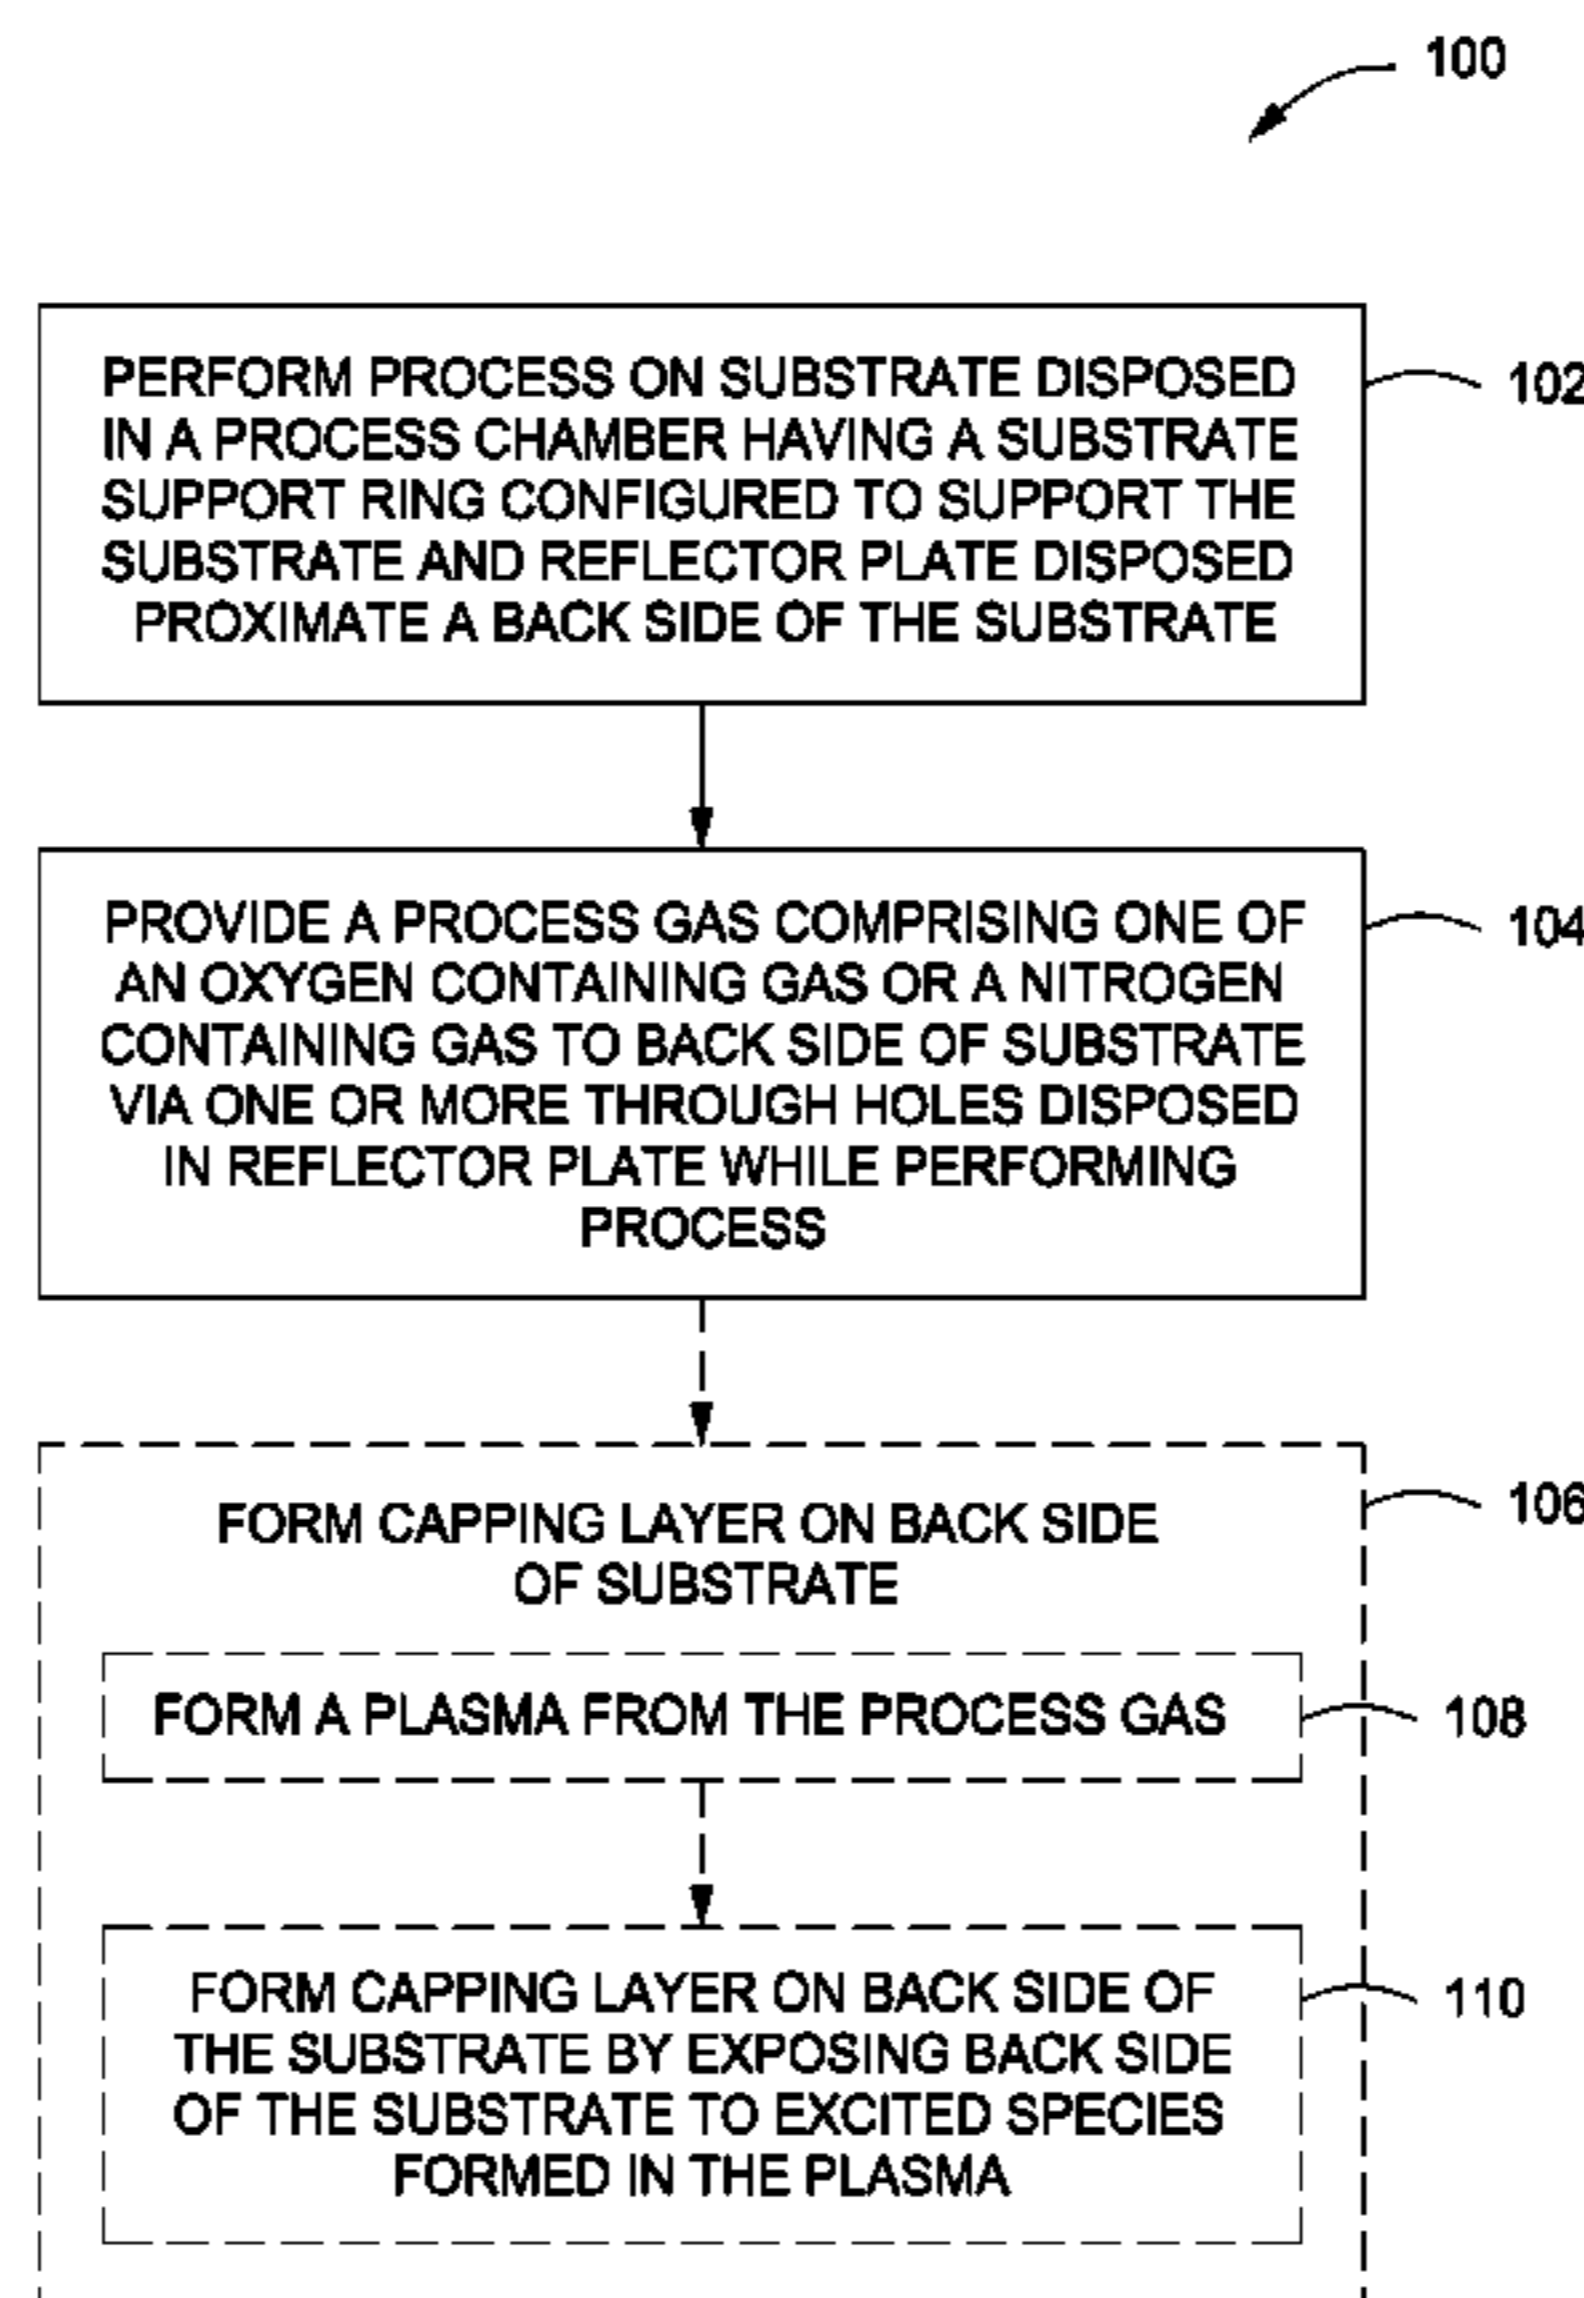 100
PERFORM PROCESS ON SUBSTRATE DISPOSED
IN A PROCESS CHAMBER HAVING A SUBSTRATE
SUPPORT RING CONFIGURED TO SUPPORT THE
SUBSTRATE AND REFLECTOR PLATE DISPOSED
PROXIMATE A BACK SIDE OF THE SUBSTRATE
102
PROVIDE A PROCESS GAS COMPRISING ONE OF
AN OXYGEN CONTAINING GAS OR A NITROGEN
CONTAINING GAS TO BACK SIDE OF SUBSTRATE
VIA ONE OR MORE THROUGH HOLES DISPOSED
IN REFLECTOR PLATE WHILE PERFORMING
PROCESS
104
FORM CAPPING LAYER ON BACK SIDE
OF SUBSTRATE
106
FORM A PLASMA FROM THE PROCESS GAS
108
FORM CAPPING LAYER ON BACK SIDE OF
THE SUBSTRATE BY EXPOSING BACK SIDE
OF THE SUBSTRATE TO EXCITED SPECIES
FORMED IN THE PLASMA
110